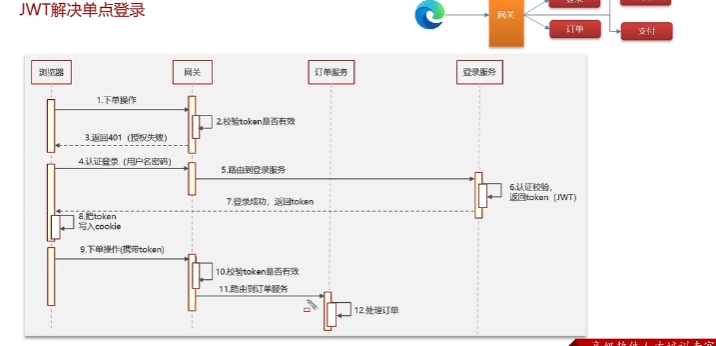 JWT解决单点登录
网关
登录
订单
支付
浏览器
网关
订单服务
登录服务
1.下单操作
2.校验token是否有效
3.返回401（授权失败）
4.认证登录（用户名密码）
5.路由到登录服务
6.认证校验，
返回token（JWT）
7.登录成功，返回token
8.把token
写入cookie
9.下单操作(携带token)
10.校验token是否有效
11.路由到订单服务
12.处理订单